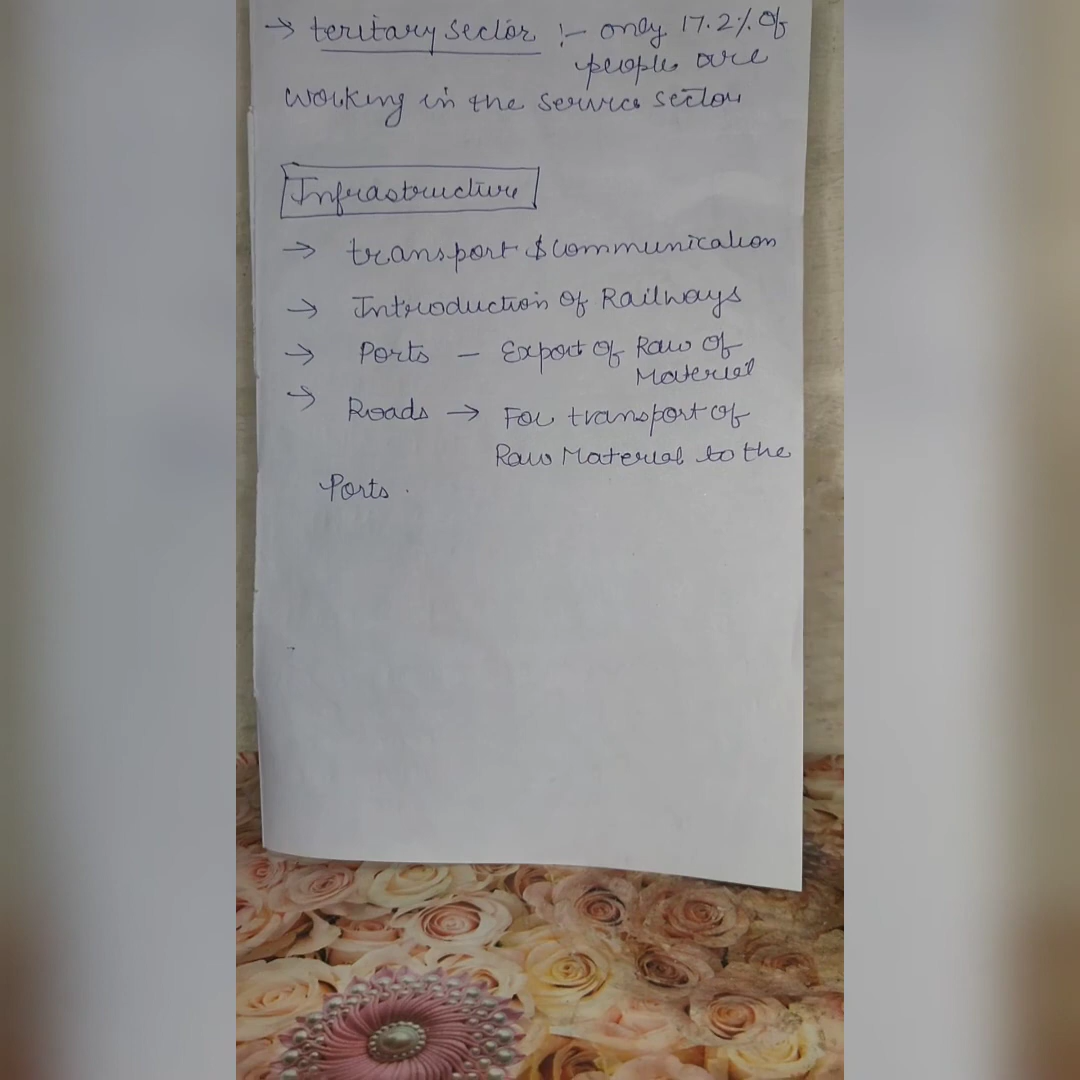 → teritary sector :- only 17.2% Of
people are
working in the service sector
Infrastructure
→ transport & communication
→ Introduction Of Railways
→ Ports - Export Of Raw Of
Material
→ Roads → For transport of
Raw Material to the
Ports.